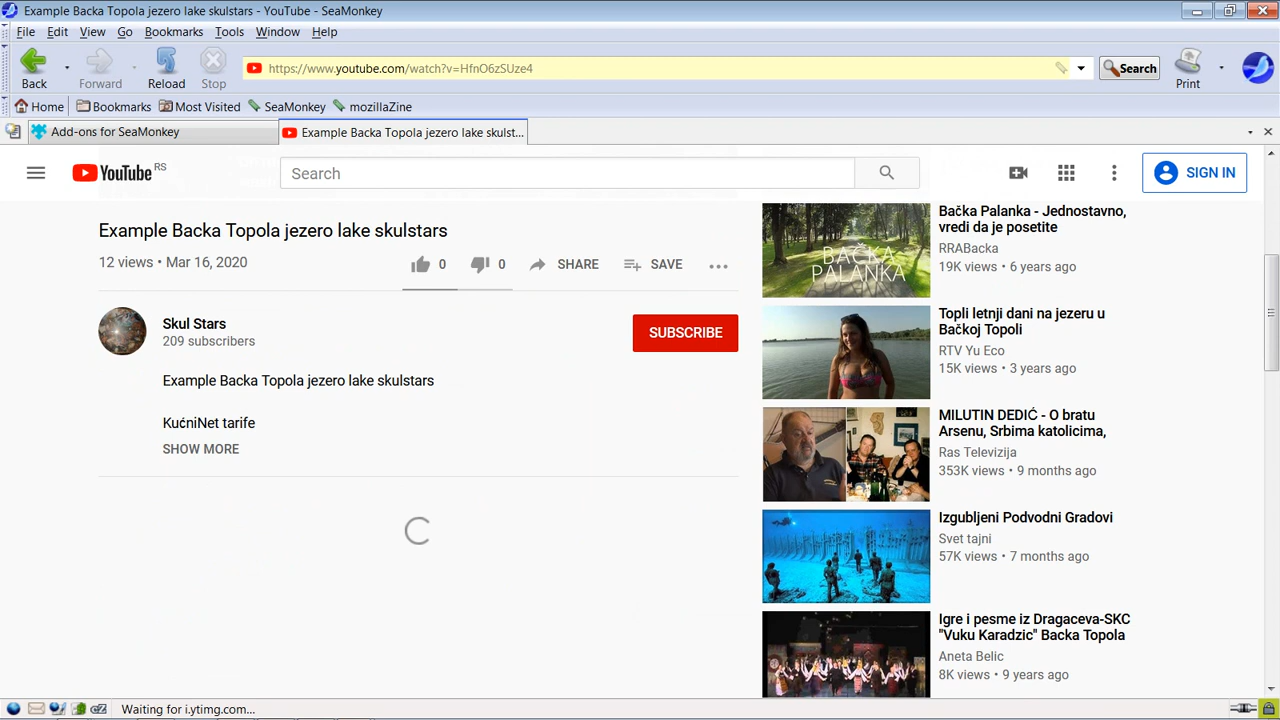 Example Backa Topola jezero lake skulstars - YouTube - SeaMonkey
File Edit View Go Bookmarks Tools Window Help
Back Forward Reload Stop
https://www.youtube.com/watch?v=HfnO6zSUze4
Search
Print
Home Bookmarks Most Visited SeaMonkey mozillaZine
Add-ons for SeaMonkey
Example Backa Topola jezero lake skulst...
YouTube RS
Search
SIGN IN
Example Backa Topola jezero lake skulstars
12 views • Mar 16, 2020
0 0 SHARE SAVE
Skul Stars
209 subscribers
SUBSCRIBE
Example Backa Topola jezero lake skulstars
KućniNet tarife
SHOW MORE
BAČKA
PALANKA
Bačka Palanka - Jednostavno,
vredi da je posetite
RRABacka
19K views • 6 years ago
Topli letnji dani na jezeru u
Bačkoj Topoli
RTV Yu Eco
15K views • 3 years ago
MILUTIN DEDIĆ - O bratu
Arsenu, Srbima katolicima,
Ras Televizija
353K views • 9 months ago
Izgubljeni Podvodni Gradovi
Svet tajni
57K views • 7 months ago
Igre i pesme iz Dragaceva-SKC
"Vuku Karadzic" Backa Topola
Aneta Belic
8K views • 9 years ago
Waiting for i.ytimg.com...